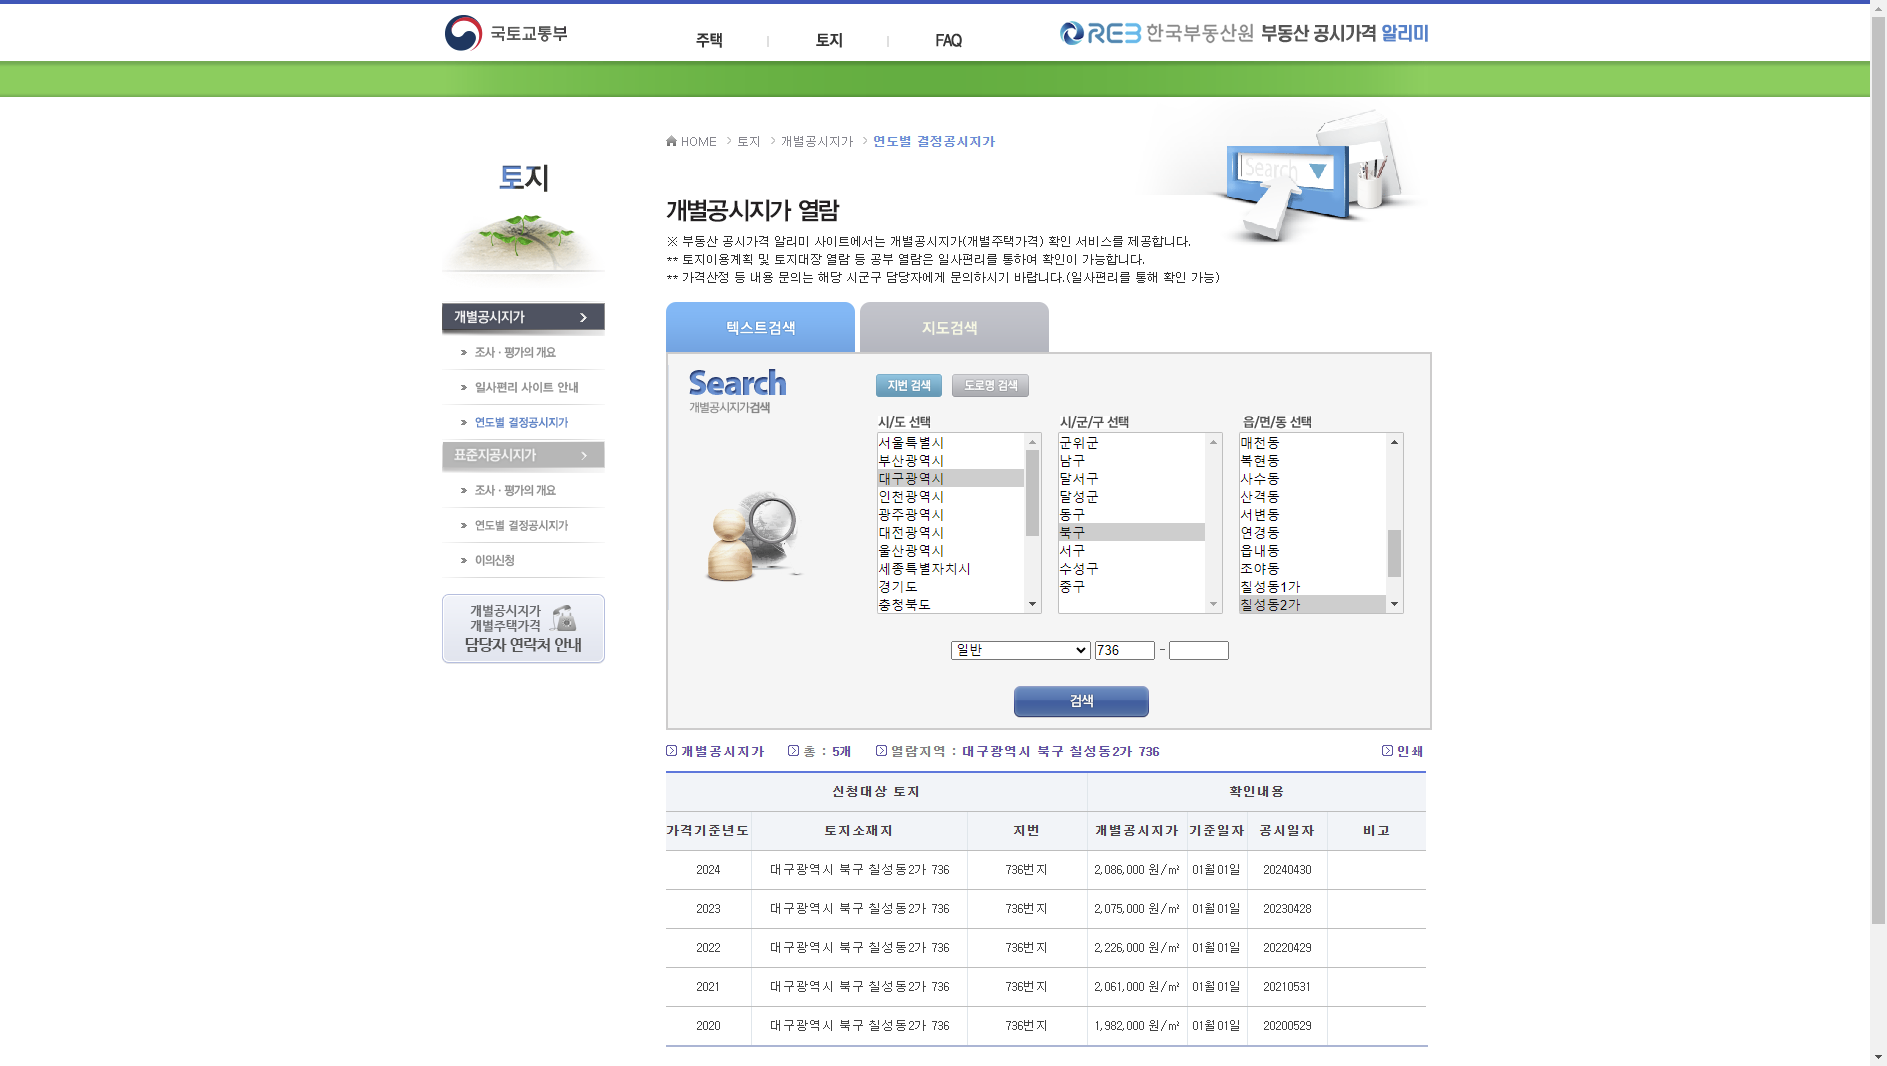 국토교통부
주택
토지
FAQ
REB 한국부동산원 부동산 공시가격 알리미
HOME > 토지 > 개별공시지가 > 연도별 결정공시지가
Search
토지
개별공시지가 열람
※ 부동산 공시가격 알리미 사이트에서는 개별공시지가(개별주택가격) 확인 서비스를 제공합니다.
** 토지이용계획 및 토지대장 열람 등 공부 열람은 일사편리를 통하여 확인이 가능합니다.
** 가격산정 등 내용 문의는 해당 시군구 담당자에게 문의하시기 바랍니다.(일사편리를 통해 확인 가능)
개별공시지가
» 조사 · 평가의 개요
» 일사편리 사이트 안내
» 연도별 결정공시지가
표준지공시지가
» 조사 · 평가의 개요
» 연도별 결정공시지가
» 이의신청
개별공시지가
개별주택가격
담당자 연락처 안내
텍스트검색
지도검색
Search
개별공시지가검색
지번 검색
도로명 검색
시/도 선택
서울특별시
부산광역시
대구광역시
인천광역시
광주광역시
대전광역시
울산광역시
세종특별자치시
경기도
충청북도
시/군/구 선택
군위군
남구
달서구
달성군
동구
북구
서구
수성구
중구
읍/면/동 선택
매천동
복현동
사수동
산격동
서변동
연경동
읍내동
조야동
칠성동1가
칠성동2가
일반 736 -
검색
개별공시지가 총 : 5개 열람지역 : 대구광역시 북구 칠성동2가 736 인쇄
신청대상 토지 확인내용
가격기준년도 토지소재지 지번 개별공시지가 기준일자 공시일자 비고
2024 대구광역시 북구 칠성동2가 736 736번지 2,086,000 원/㎡ 01월01일 20240430
2023 대구광역시 북구 칠성동2가 736 736번지 2,075,000 원/㎡ 01월01일 20230428
2022 대구광역시 북구 칠성동2가 736 736번지 2,226,000 원/㎡ 01월01일 20220429
2021 대구광역시 북구 칠성동2가 736 736번지 2,061,000 원/㎡ 01월01일 20210531
2020 대구광역시 북구 칠성동2가 736 736번지 1,982,000 원/㎡ 01월01일 20200529